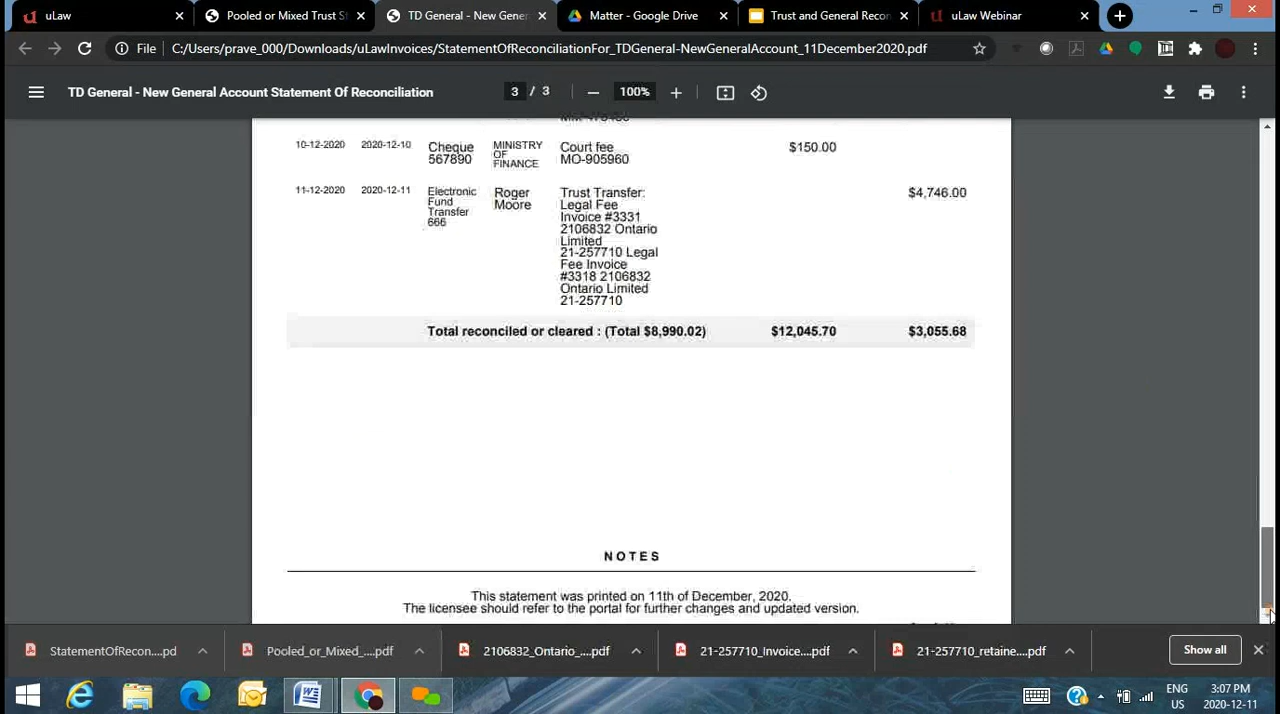 uLaw
Pooled or Mixed Trust St
TD General - New Gener
Matter - Google Drive
Trust and General Recon
uLaw Webinar
File
C:/Users/prave_000/Downloads/uLawInvoices/StatementOfReconciliationFor_TDGeneral-NewGeneralAccount_11December2020.pdf
TD General - New General Account Statement Of Reconciliation
3 / 3
100%
10-12-2020 2020-12-10 Cheque 567890 MINISTRY OF FINANCE Court fee MO-905960 $150.00
11-12-2020 2020-12-11 Electronic Fund Transfer 666 Roger Moore Trust Transfer: $4,746.00
Legal Fee
Invoice #3331
2106832 Ontario
Limited
21-257710 Legal
Fee Invoice
#3318 2106832
Ontario Limited
21-257710
Total reconciled or cleared : (Total $8,990.02) $12,045.70 $3,055.68
NOTES
This statement was printed on 11th of December, 2020.
The licensee should refer to the portal for further changes and updated version.
StatementOfRecon....pd
Pooled_or_Mixed_....pdf
2106832_Ontario_....pdf
21-257710_Invoice....pdf
21-257710_retaine....pdf
Show all
ENG
US
3:07 PM
2020-12-11